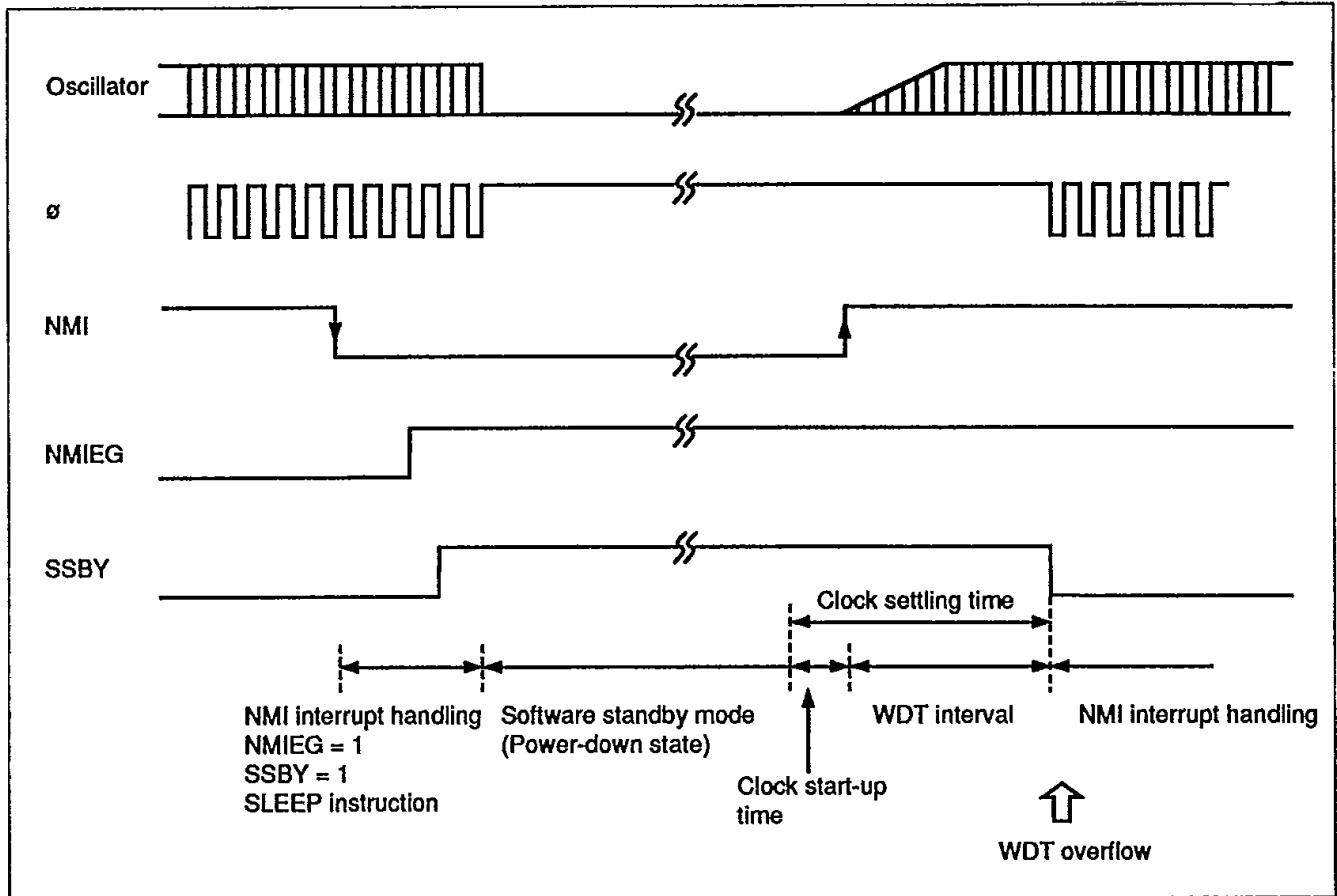 Oscillator
ø
NMI
NMIEG
SSBY
Clock settling time
NMI interrupt handling
NMIEG = 1
SSBY = 1
SLEEP instruction
Software standby mode
(Power-down state)
Clock start-up
time
WDT interval
NMI interrupt handling
WDT overflow